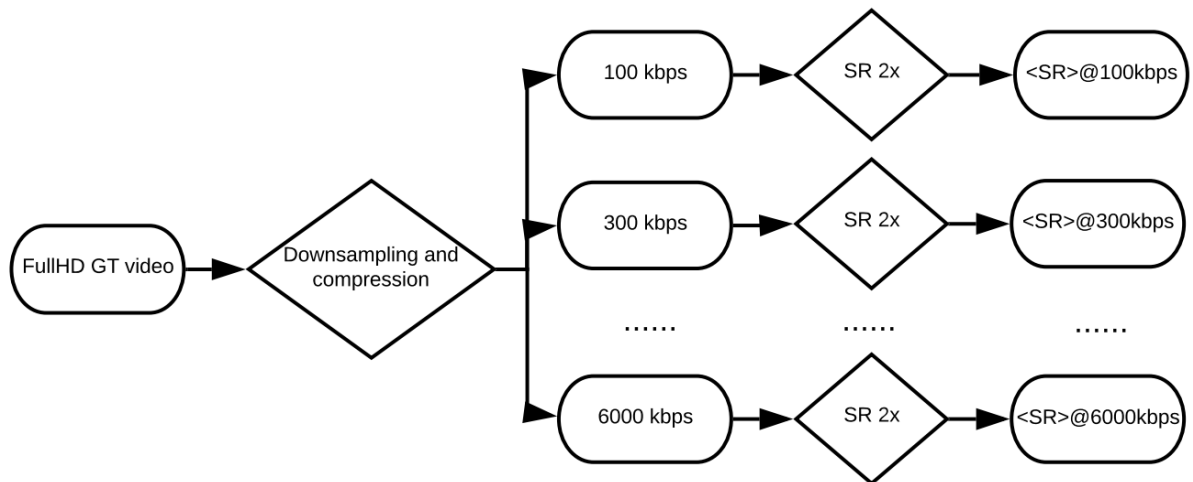 100 kbps
SR 2x
<SR>@100kbps
300 kbps
SR 2x
<SR>@300kbps
FullHD GT video
Downsampling and
compression
......
......
......
6000 kbps
SR 2x
<SR>@6000kbps